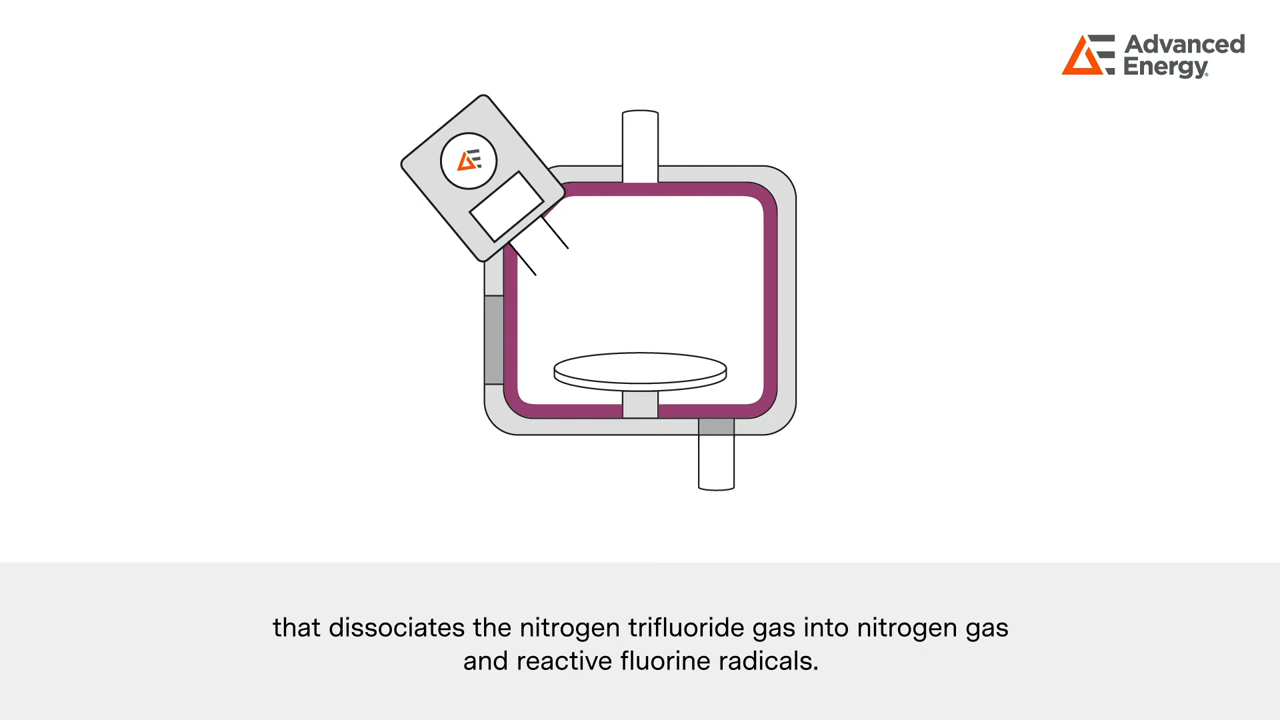 Advanced
Energy
that dissociates the nitrogen trifluoride gas into nitrogen gas
and reactive fluorine radicals.